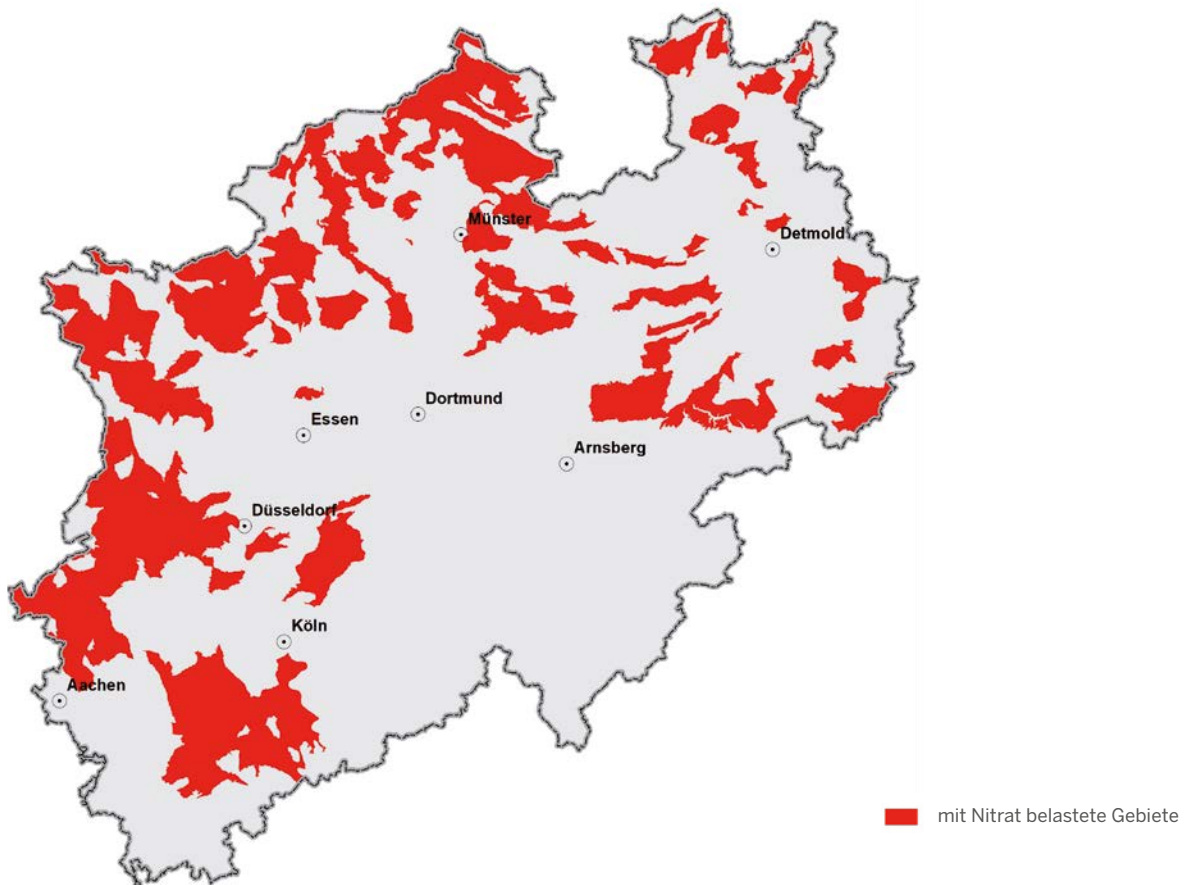 Münster
Detmold
Dortmund
Essen
Arnsberg
Düsseldorf
Köln
Aachen
mit Nitrat belastete Gebiete